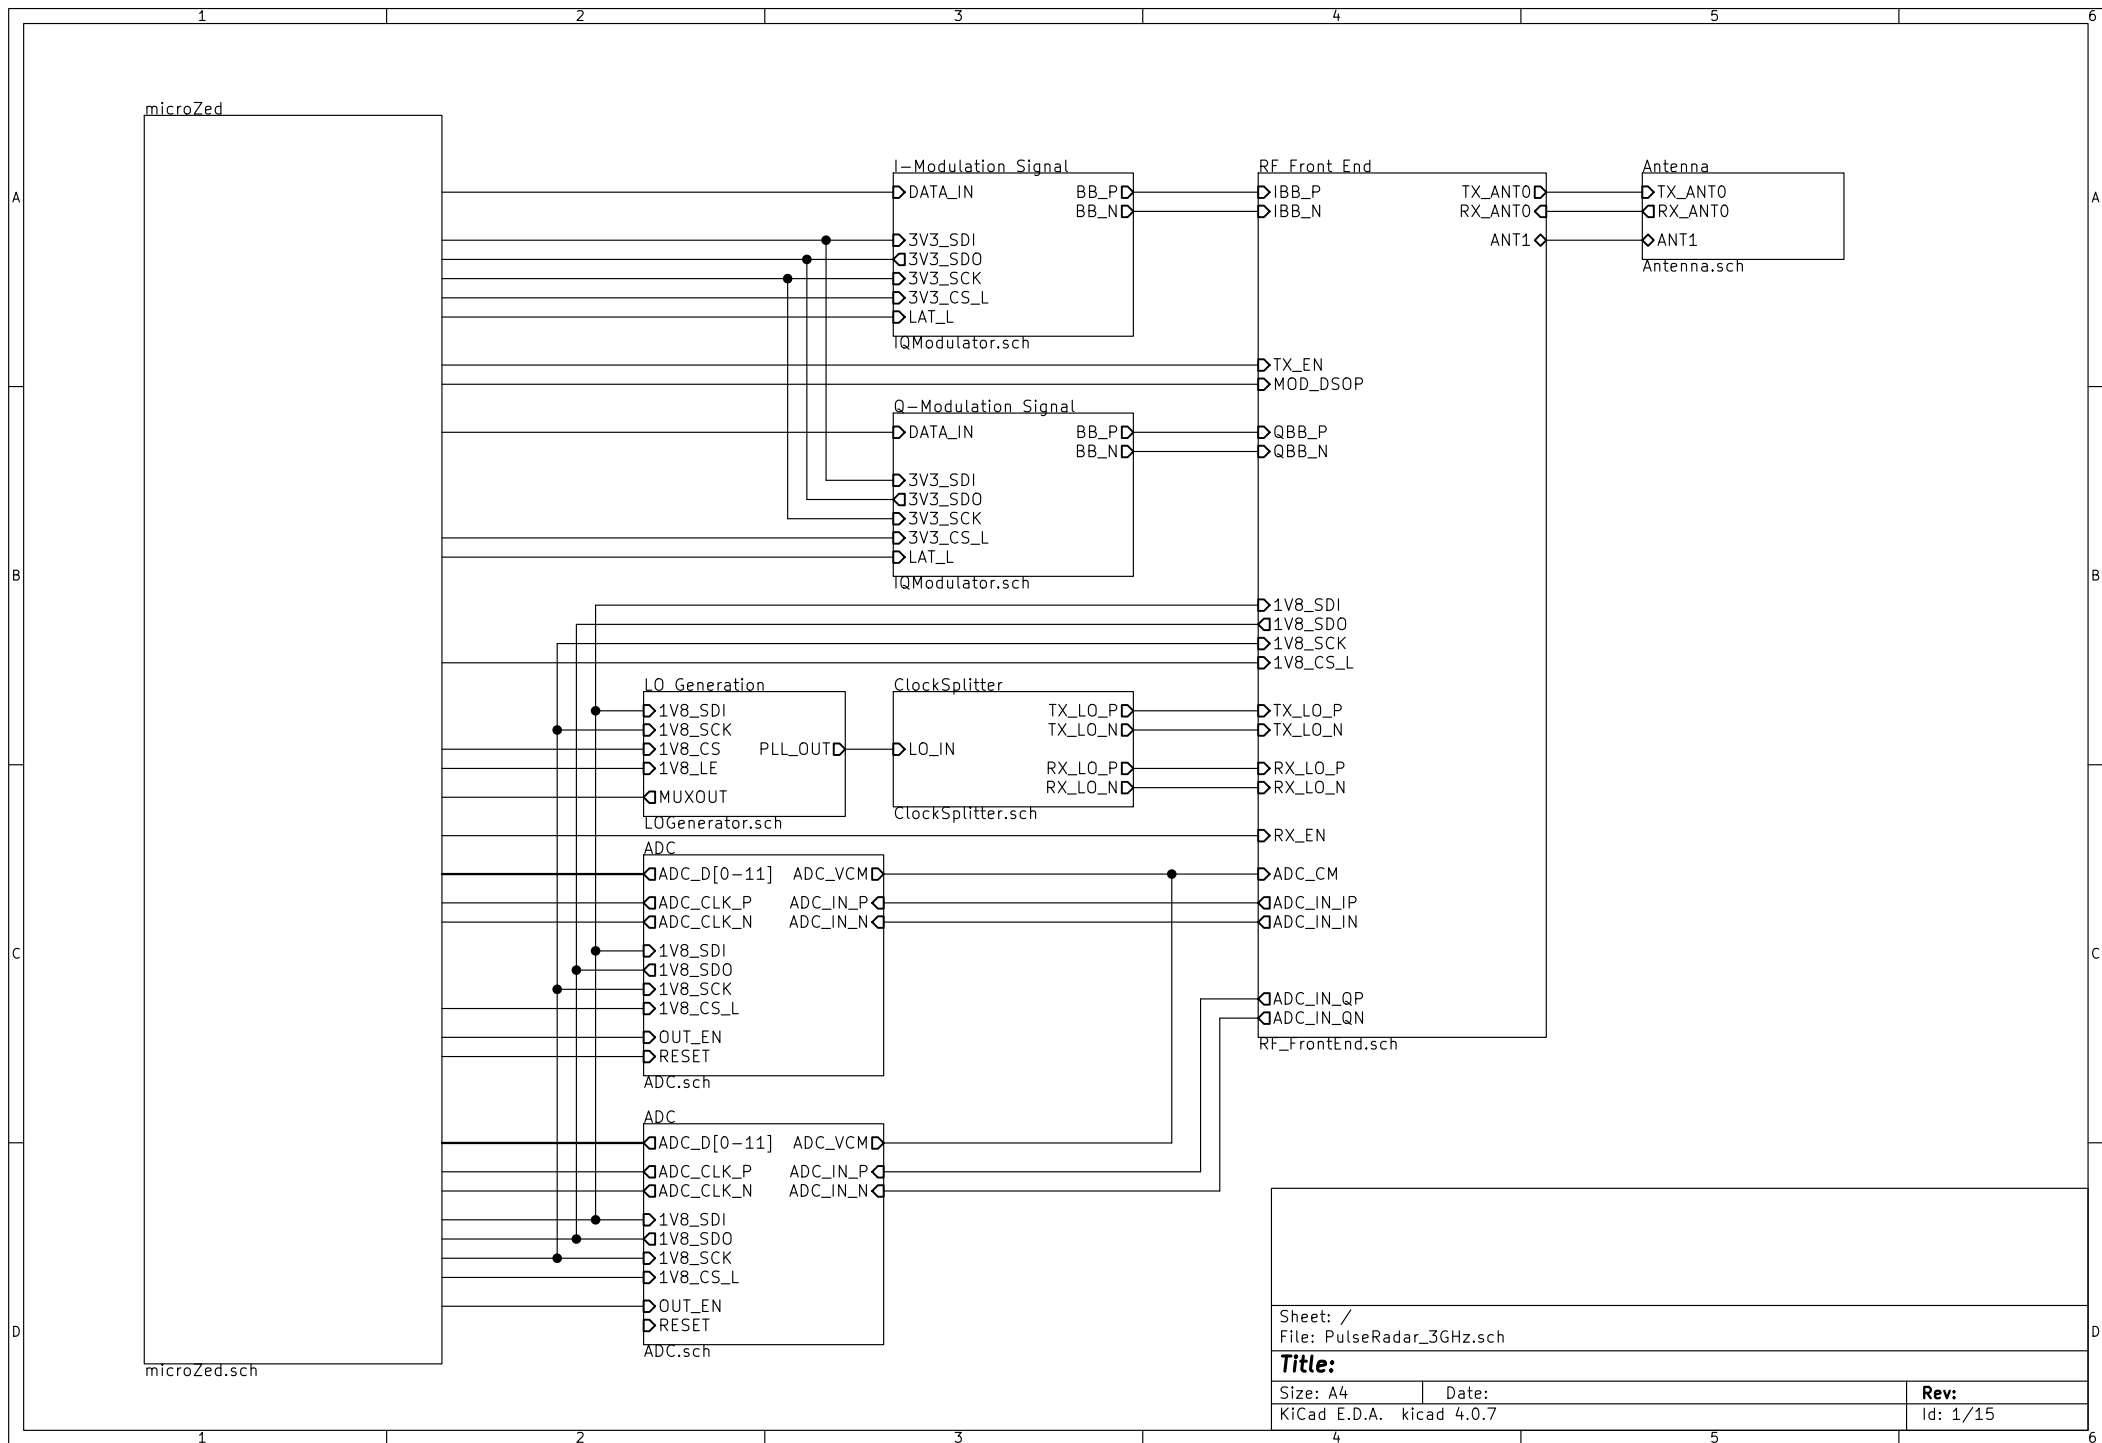 1 2 3 4 5 6
A A
B B
C C
D D
microZed
microZed.sch
I-Modulation Signal
DATA_IN BB_P
BB_N
3V3_SDI
3V3_SDO
3V3_SCK
3V3_CS_L
LAT_L
IQModulator.sch
Q-Modulation Signal
DATA_IN BB_P
BB_N
3V3_SDI
3V3_SDO
3V3_SCK
3V3_CS_L
LAT_L
IQModulator.sch
LO Generation
1V8_SDI
1V8_SCK
1V8_CS PLL_OUT
1V8_LE
MUXOUT
LOGenerator.sch
ClockSplitter
TX_LO_P
TX_LO_N
LO_IN
RX_LO_P
RX_LO_N
ClockSplitter.sch
ADC
ADC_D[0-11] ADC_VCM
ADC_CLK_P ADC_IN_P
ADC_CLK_N ADC_IN_N
1V8_SDI
1V8_SDO
1V8_SCK
1V8_CS_L
OUT_EN
RESET
ADC.sch
ADC
ADC_D[0-11] ADC_VCM
ADC_CLK_P ADC_IN_P
ADC_CLK_N ADC_IN_N
1V8_SDI
1V8_SDO
1V8_SCK
1V8_CS_L
OUT_EN
RESET
ADC.sch
RF Front End
IBB_P TX_ANT0
IBB_N RX_ANT0
ANT1
TX_EN
MOD_DSOP
QBB_P
QBB_N
1V8_SDI
1V8_SDO
1V8_SCK
1V8_CS_L
TX_LO_P
TX_LO_N
RX_LO_P
RX_LO_N
RX_EN
ADC_CM
ADC_IN_IP
ADC_IN_IN
ADC_IN_QP
ADC_IN_QN
RF_FrontEnd.sch
Antenna
TX_ANT0
RX_ANT0
ANT1
Antenna.sch
Sheet: /
File: PulseRadar_3GHz.sch
Title:
Size: A4 Date: Rev:
KiCad E.D.A. kicad 4.0.7 Id: 1/15
1 2 3 4 5 6